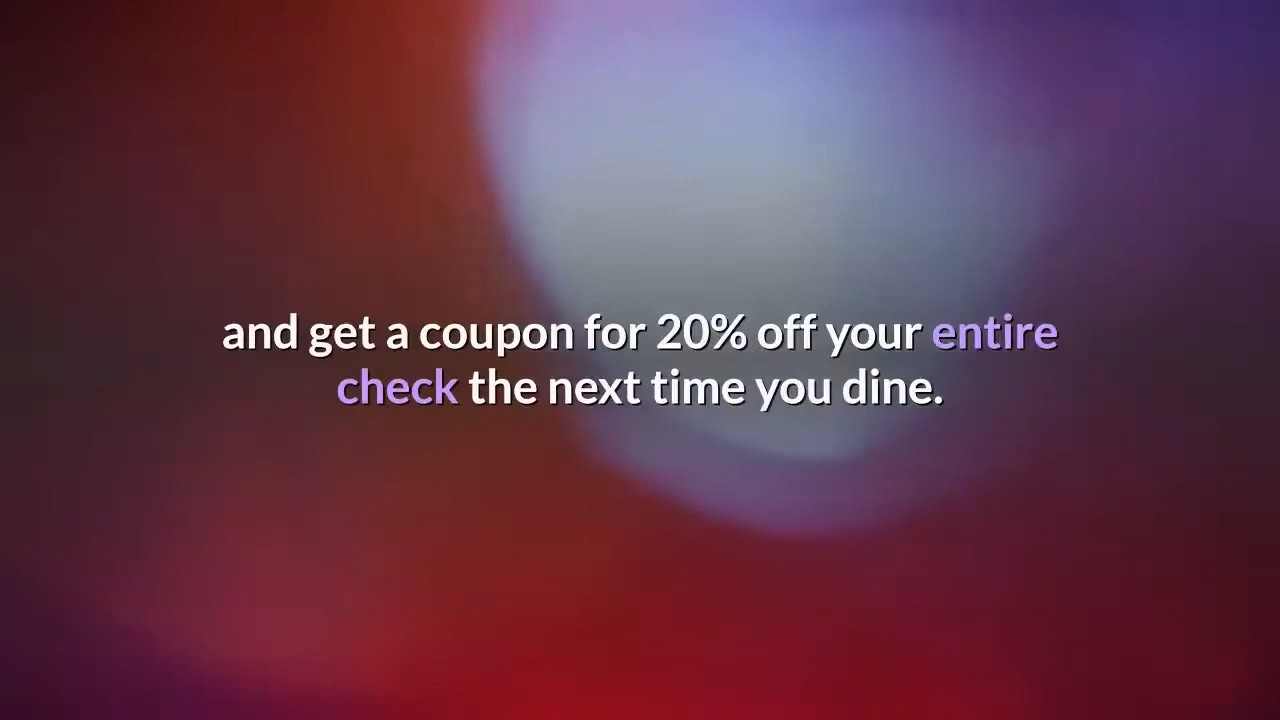 and get a coupon for 20% off your entire
check the next time you dine.